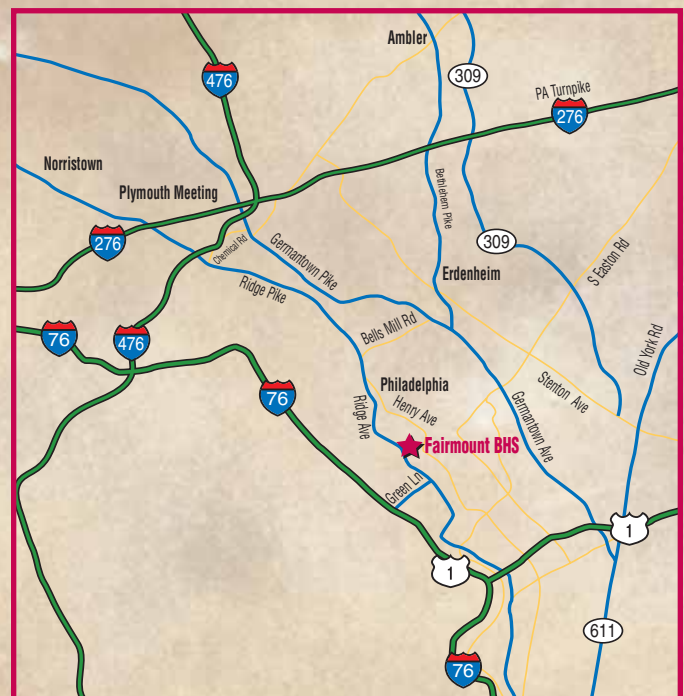 Ambler
476
309
PA Turnpike
276
Norristown
Plymouth Meeting
Bethlehem Pike
276
Chemical Rd
Germantown Pike
309
S Easton Rd
Erdenheim
Ridge Pike
Old York Rd
76
476
Bells Mill Rd
76
Philadelphia
Henry Ave
Stenton Ave
Ridge Ave
Germantown Ave
Fairmount BHS
Green Ln
1
1
611
76